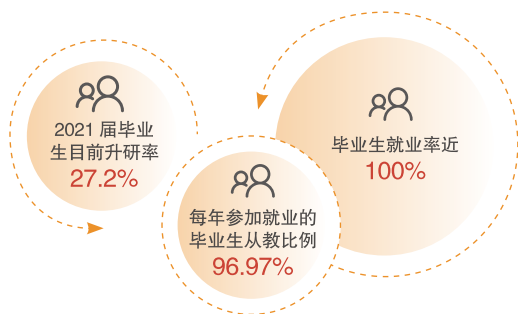 2021 届毕业
生目前升研率
27.2%
每年参加就业的
毕业生从教比例
96.97%
毕业生就业率近
100%